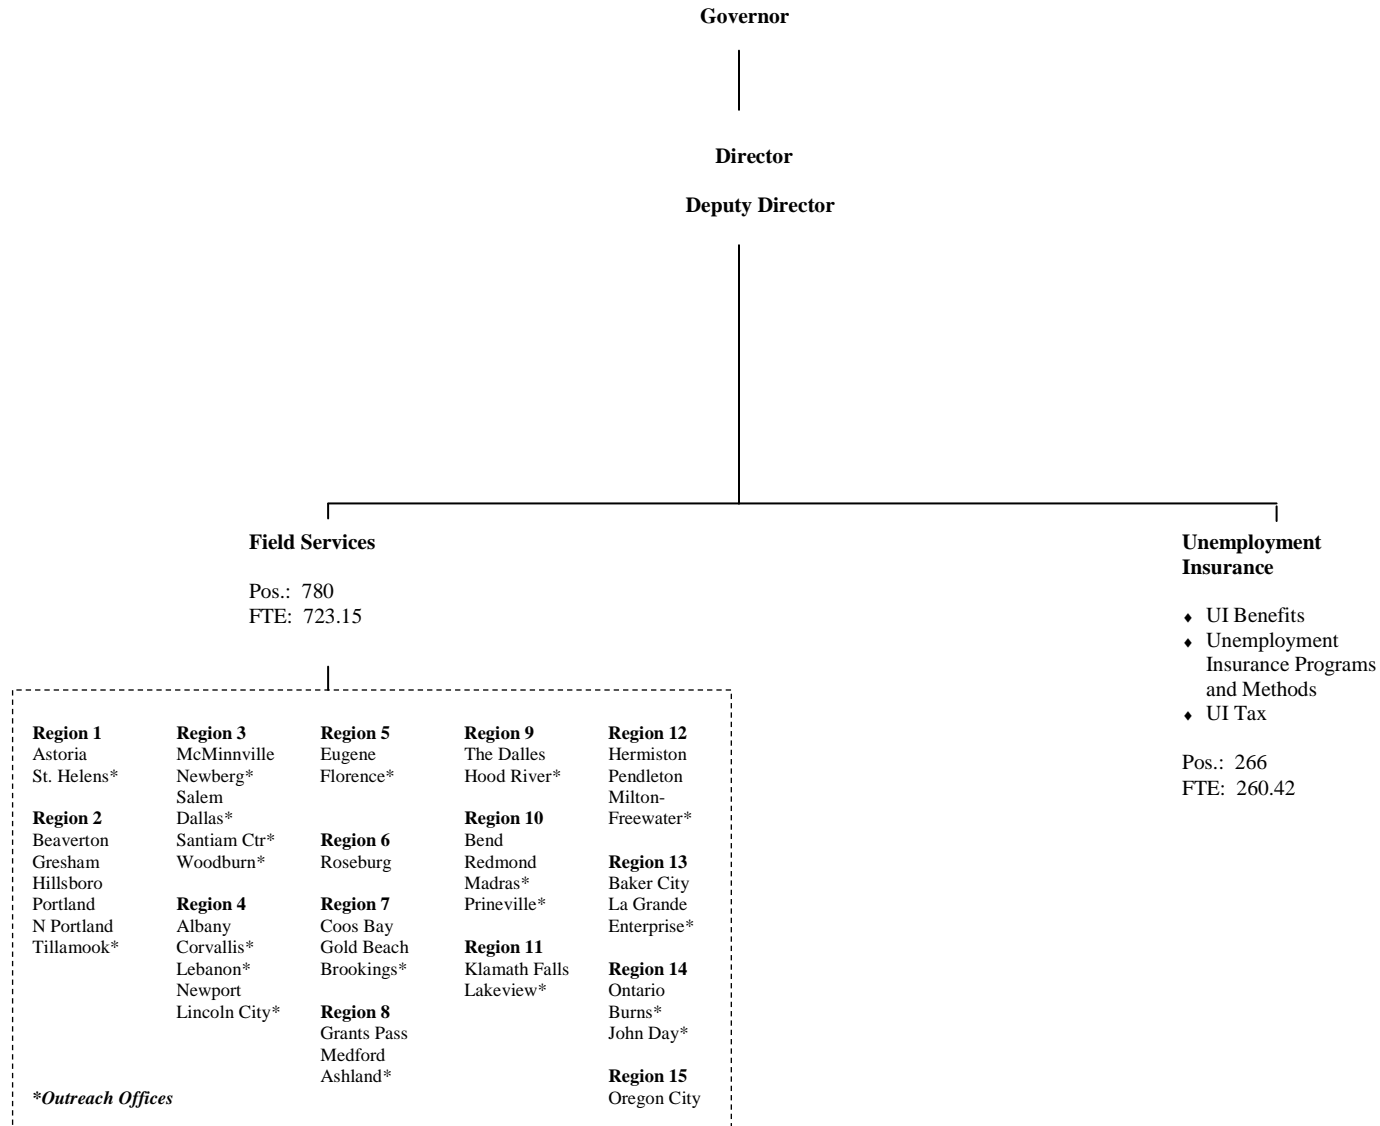 Governor
Director
Deputy Director
Field Services
Pos.: 780
FTE: 723.15
Unemployment
Insurance
♦ UI Benefits
♦ Unemployment
Insurance Programs
and Methods
♦ UI Tax
Pos.: 266
FTE: 260.42
Region 1
Astoria
St. Helens*
Region 2
Beaverton
Gresham
Hillsboro
Portland
N Portland
Tillamook*
Region 3
McMinnville
Newberg*
Salem
Dallas*
Santiam Ctr*
Woodburn*
Region 4
Albany
Corvallis*
Lebanon*
Newport
Lincoln City*
Region 5
Eugene
Florence*
Region 6
Roseburg
Region 7
Coos Bay
Gold Beach
Brookings*
Region 8
Grants Pass
Medford
Ashland*
Region 9
The Dalles
Hood River*
Region 10
Bend
Redmond
Madras*
Prineville*
Region 11
Klamath Falls
Lakeview*
Region 12
Hermiston
Pendleton
Milton-
Freewater*
Region 13
Baker City
La Grande
Enterprise*
Region 14
Ontario
Burns*
John Day*
Region 15
Oregon City
*Outreach Offices